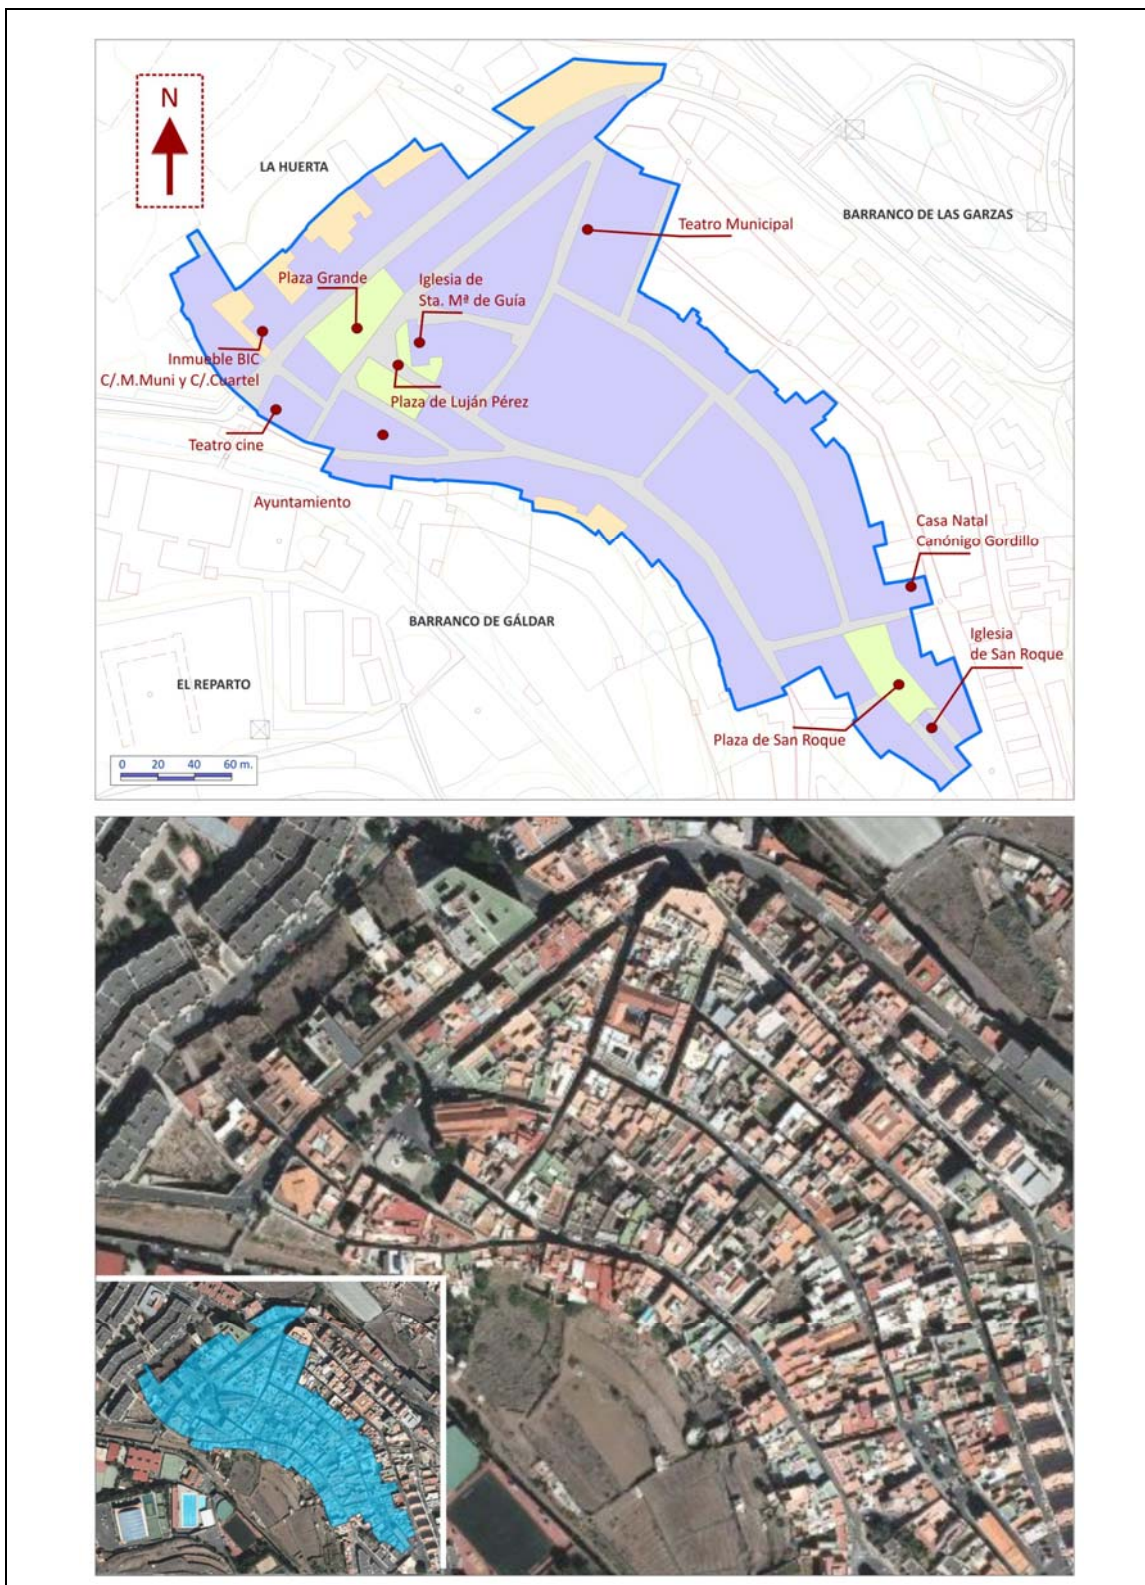 N
LA HUERTA
BARRANCO DE LAS GARZAS
Teatro Municipal
Plaza Grande
Iglesia de
Sta. Mª de Guía
Inmueble BIC
C/.M.Muni y C/.Cuartel
Plaza de Luján Pérez
Teatro cine
Ayuntamiento
Casa Natal
Canónigo Gordillo
BARRANCO DE GÁLDAR
Iglesia
de San Roque
EL REPARTO
Plaza de San Roque
0 20 40 60 m.